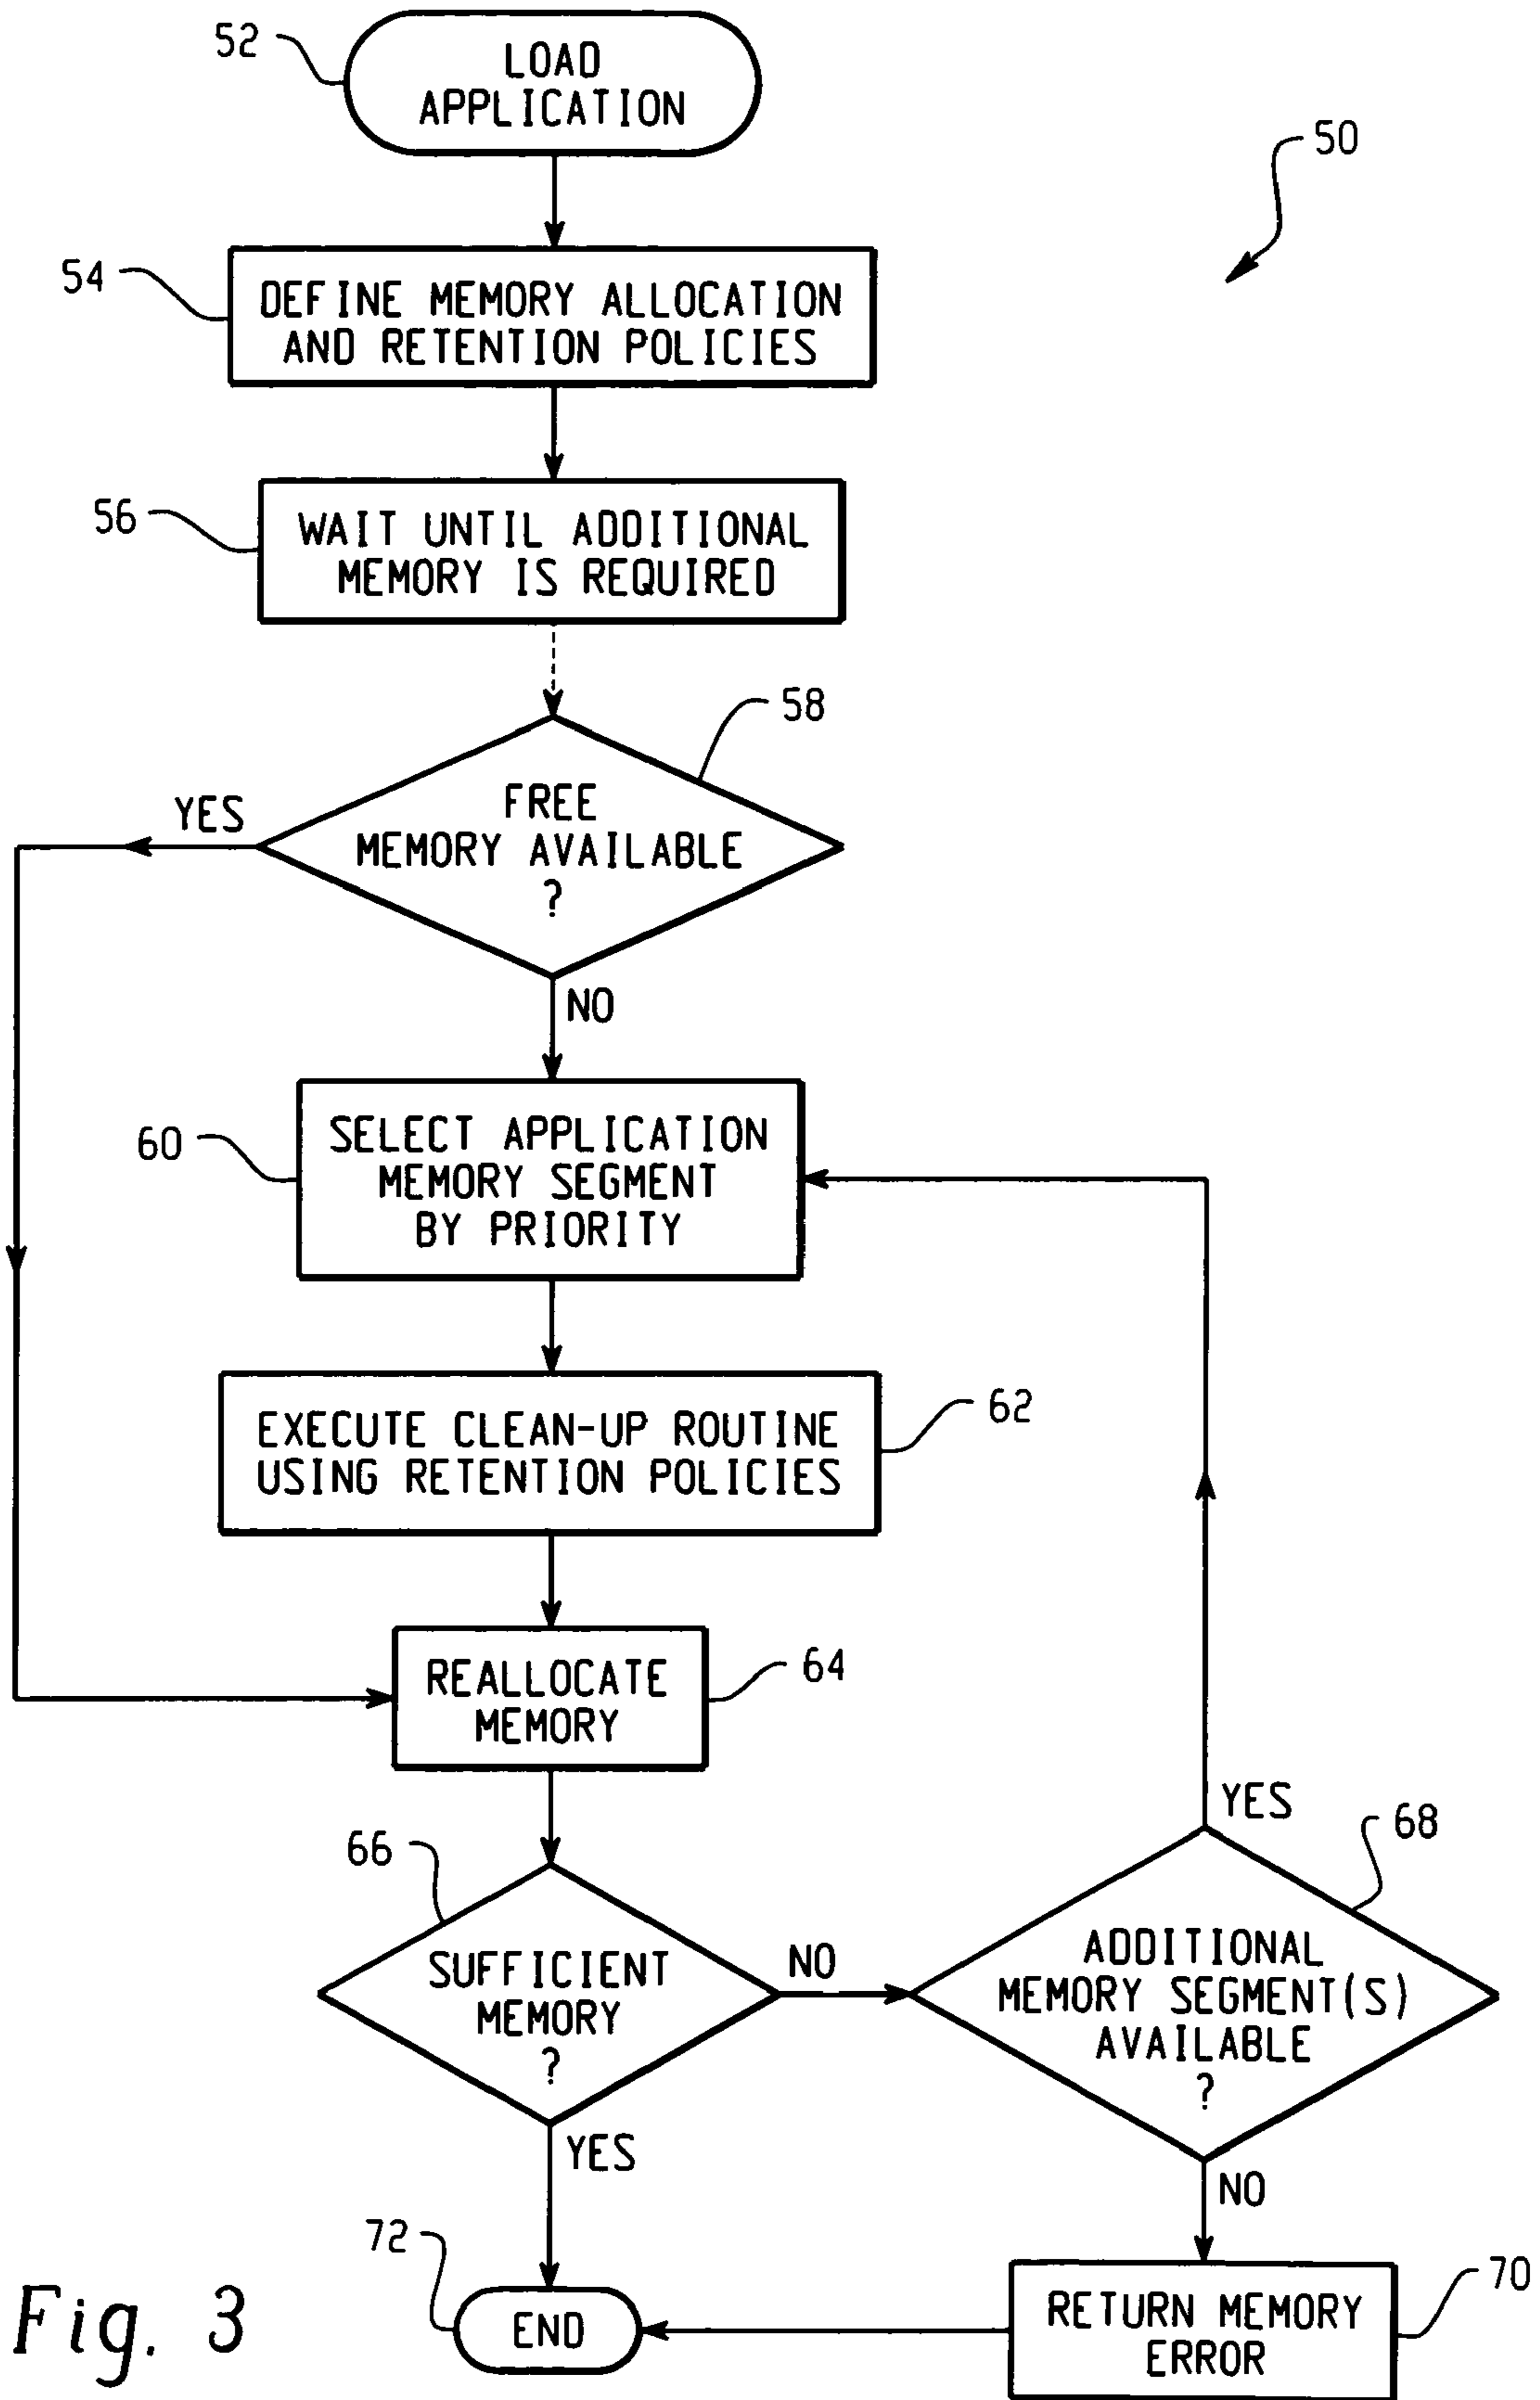 52
LOAD
APPLICATION
50
54
DEFINE MEMORY ALLOCATION
AND RETENTION POLICIES
56
WAIT UNTIL ADDITIONAL
MEMORY IS REQUIRED
58
FREE
MEMORY AVAILABLE
?
YES
NO
60
SELECT APPLICATION
MEMORY SEGMENT
BY PRIORITY
62
EXECUTE CLEAN-UP ROUTINE
USING RETENTION POLICIES
64
REALLOCATE
MEMORY
66
SUFFICIENT
MEMORY
?
NO
YES
68
ADDITIONAL
MEMORY SEGMENT(S)
AVAILABLE
?
YES
NO
72
END
70
RETURN MEMORY
ERROR
Fig. 3